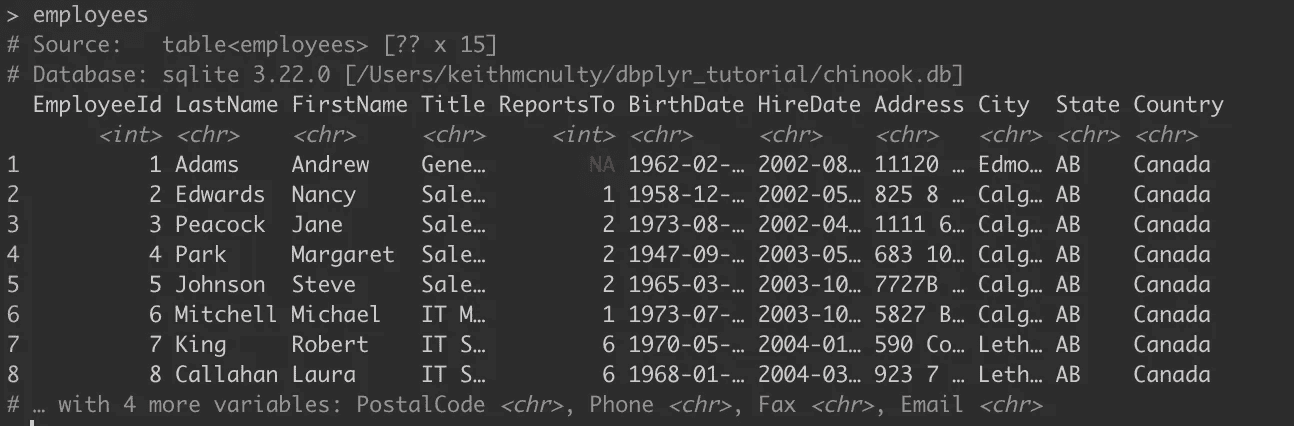 > employees
# Source:   table<employees> [?? x 15]
# Database: sqlite 3.22.0 [/Users/keithmcnulty/dbplyr_tutorial/chinook.db]
  EmployeeId LastName FirstName Title ReportsTo BirthDate HireDate Address City  State Country
       <int> <chr>    <chr>     <chr>     <int> <chr>     <chr>    <chr>   <chr> <chr> <chr>
1          1 Adams    Andrew    Gene…        NA 1962-02-… 2002-08… 11120 … Edmo… AB    Canada
2          2 Edwards  Nancy     Sale…         1 1958-12-… 2002-05… 825 8 … Calg… AB    Canada
3          3 Peacock  Jane      Sale…         2 1973-08-… 2002-04… 1111 6… Calg… AB    Canada
4          4 Park     Margaret  Sale…         2 1947-09-… 2003-05… 683 10… Calg… AB    Canada
5          5 Johnson  Steve     Sale…         2 1965-03-… 2003-10… 7727B … Calg… AB    Canada
6          6 Mitchell Michael   IT M…         1 1973-07-… 2003-10… 5827 B… Calg… AB    Canada
7          7 King     Robert    IT S…         6 1970-05-… 2004-01… 590 Co… Leth… AB    Canada
8          8 Callahan Laura     IT S…         6 1968-01-… 2004-03… 923 7 … Leth… AB    Canada
# … with 4 more variables: PostalCode <chr>, Phone <chr>, Fax <chr>, Email <chr>